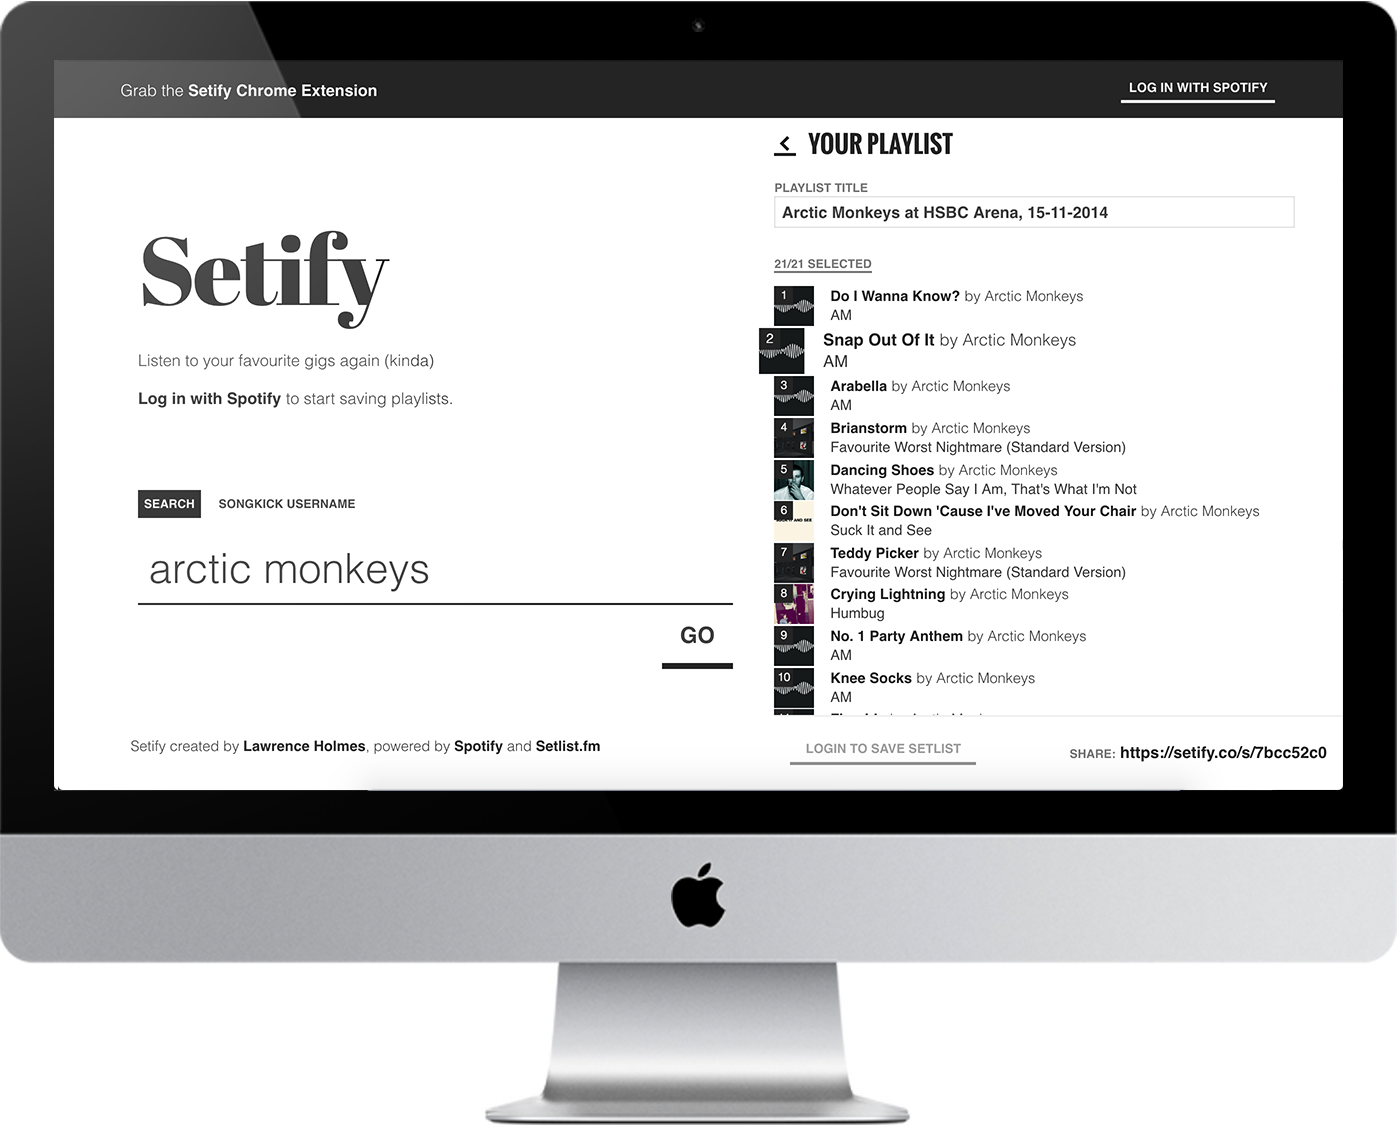 Grab the Setify Chrome Extension
LOG IN WITH SPOTIFY
Setify
Listen to your favourite gigs again (kinda)
Log in with Spotify to start saving playlists.
SEARCH SONGKICK USERNAME
arctic monkeys
GO
Setify created by Lawrence Holmes, powered by Spotify and Setlist.fm
YOUR PLAYLIST
PLAYLIST TITLE
Arctic Monkeys at HSBC Arena, 15-11-2014
21/21 SELECTED
1 Do I Wanna Know? by Arctic Monkeys
AM
2 Snap Out Of It by Arctic Monkeys
AM
3 Arabella by Arctic Monkeys
AM
4 Brianstorm by Arctic Monkeys
Favourite Worst Nightmare (Standard Version)
5 Dancing Shoes by Arctic Monkeys
Whatever People Say I Am, That's What I'm Not
6 Don't Sit Down 'Cause I've Moved Your Chair by Arctic Monkeys
Suck It and See
7 Teddy Picker by Arctic Monkeys
Favourite Worst Nightmare (Standard Version)
8 Crying Lightning by Arctic Monkeys
Humbug
9 No. 1 Party Anthem by Arctic Monkeys
AM
10 Knee Socks by Arctic Monkeys
AM
LOGIN TO SAVE SETLIST
SHARE: https://setify.co/s/7bcc52c0